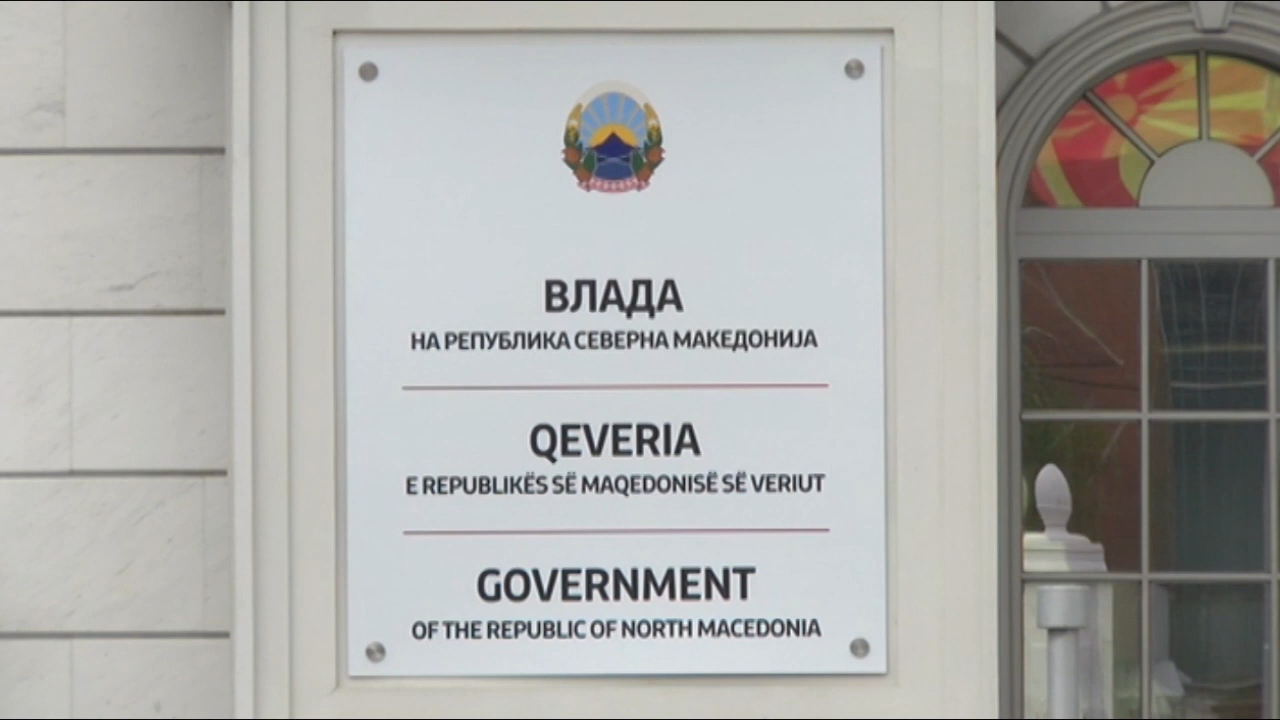 ВЛАДА
НА РЕПУБЛИКА СЕВЕРНА МАКЕДОНИЈА
QEVERIA
E REPUBLIKËS SË MAQEDONISË SË VERIUT
GOVERNMENT
OF THE REPUBLIC OF NORTH MACEDONIA